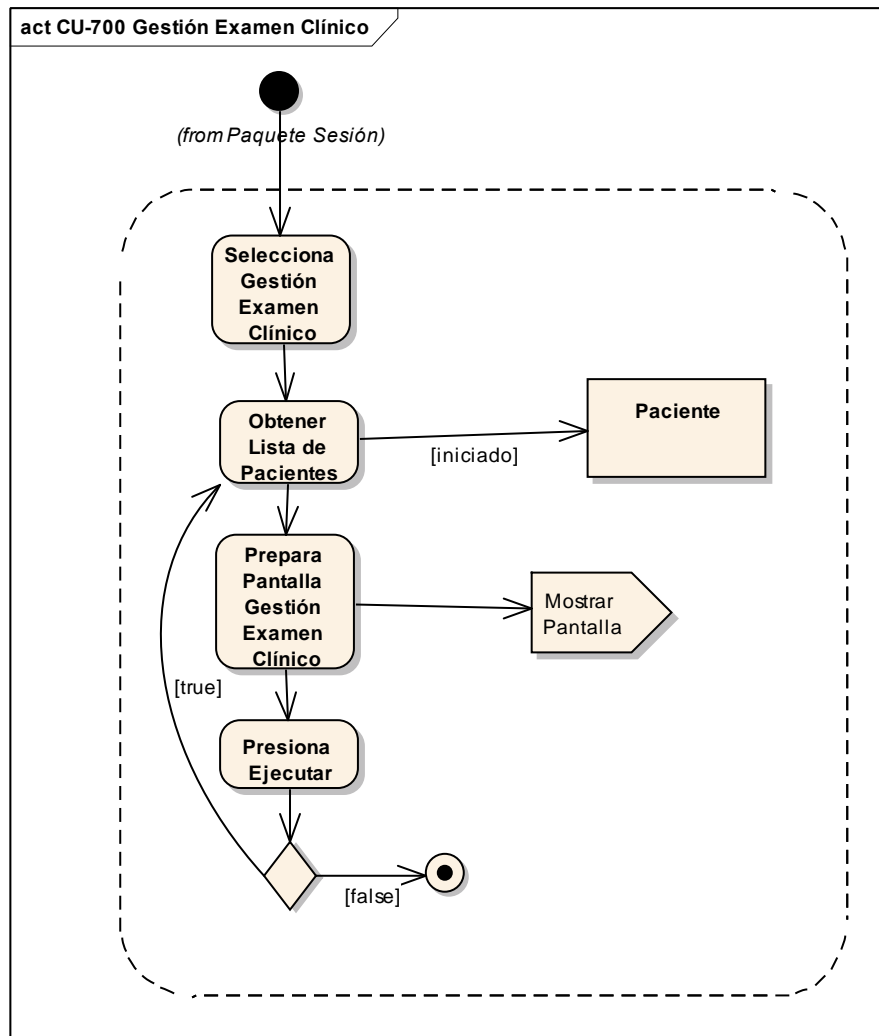 act CU-700 Gestión Examen Clínico
(from Paquete Sesión)
Selecciona
Gestión
Examen
Clínico
Obtener
Lista de
Pacientes
Paciente
[iniciado]
Prepara
Pantalla
Gestión
Examen
Clínico
Mostrar
Pantalla
[true]
Presiona
Ejecutar
[false]